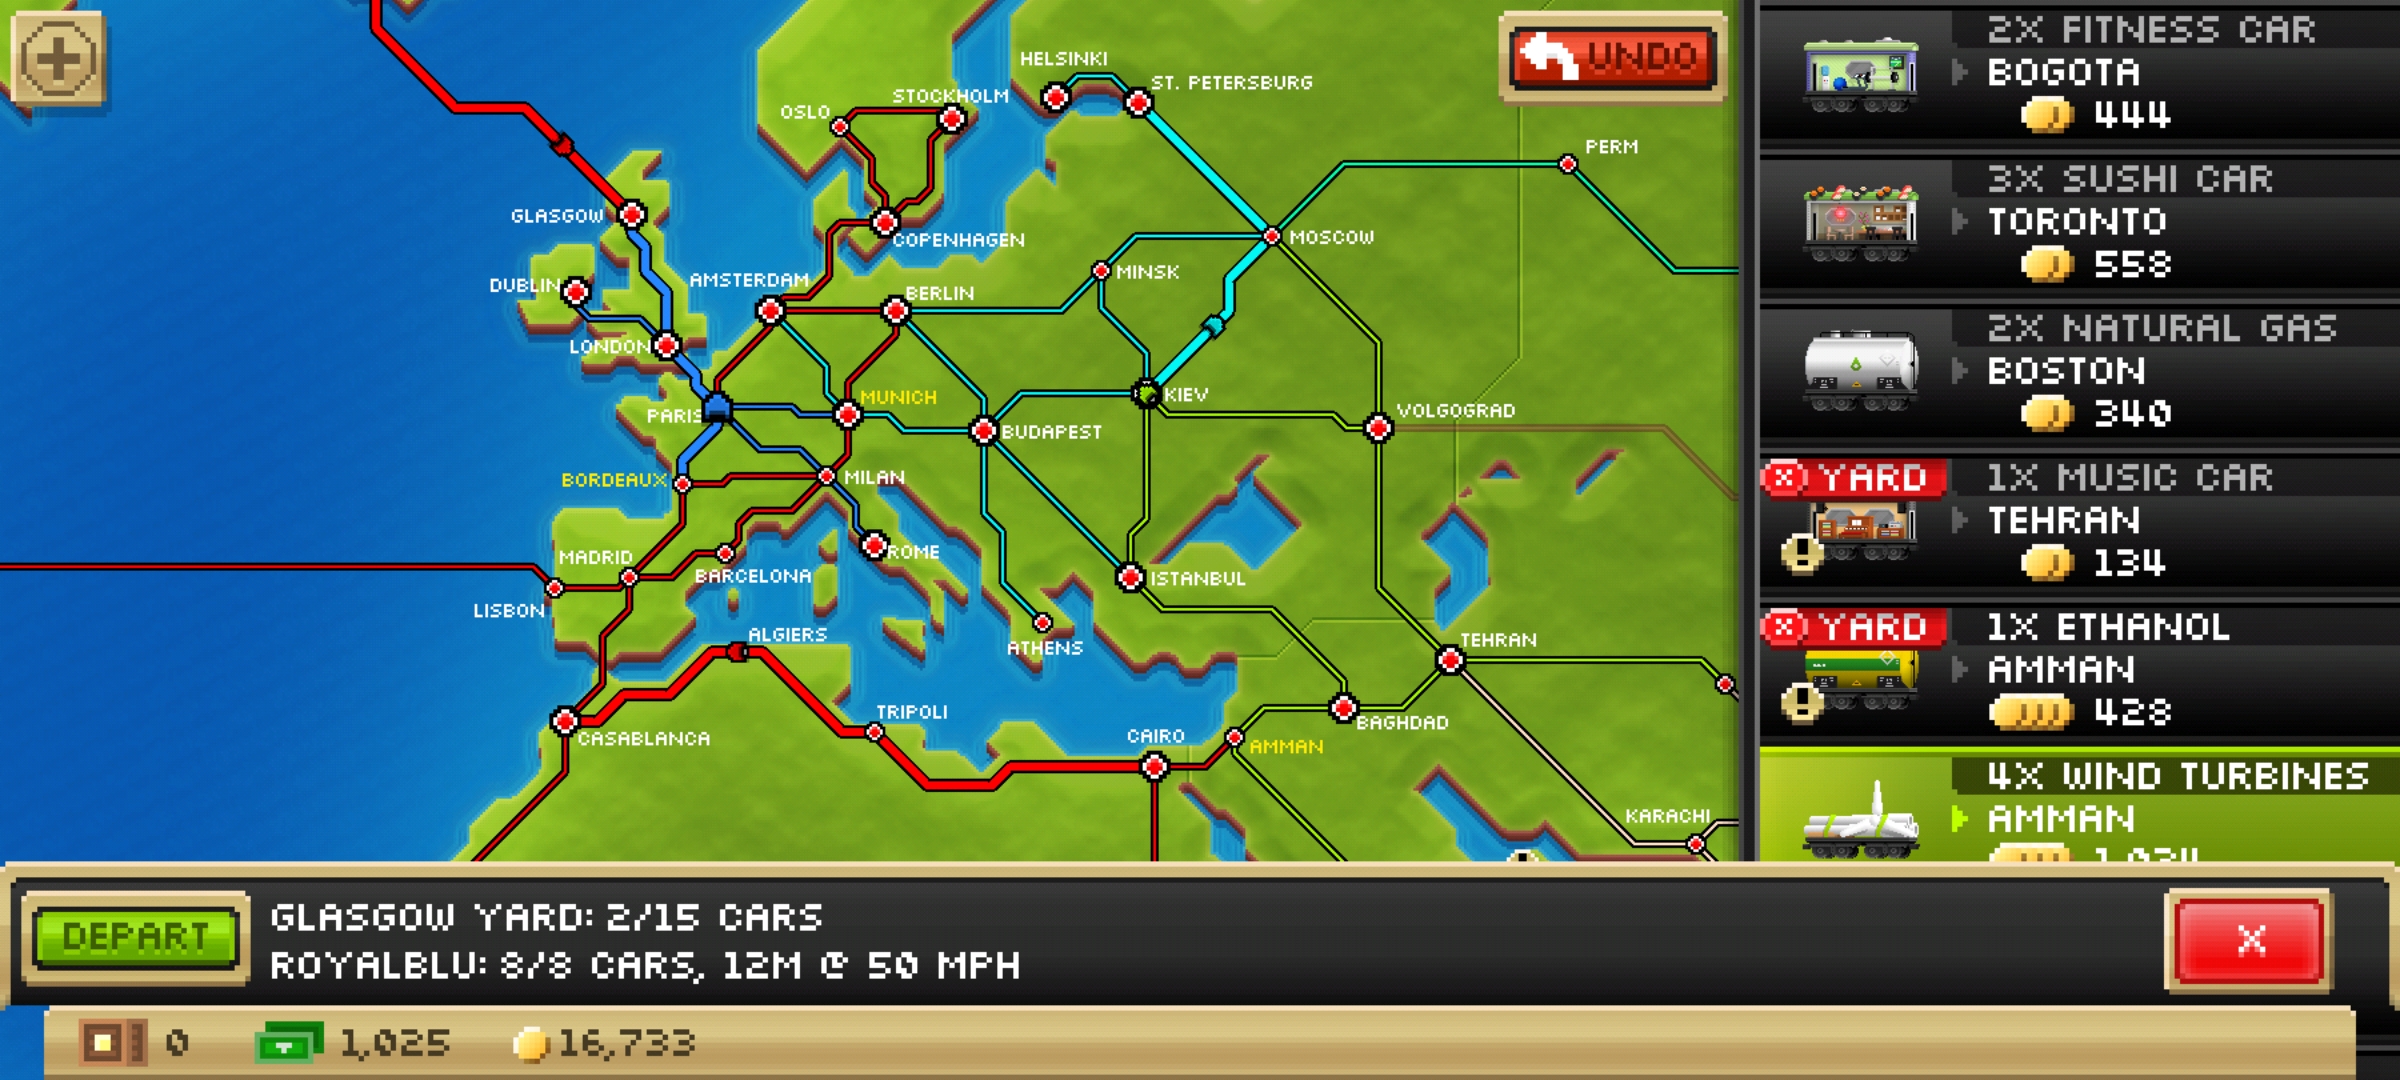 UNDO
HELSINKI
ST. PETERSBURG
STOCKHOLM
OSLO
PERM
GLASGOW
COPENHAGEN
MOSCOW
MINSK
DUBLIN
AMSTERDAM
BERLIN
LONDON
PARIS
MUNICH
KIEV
VOLGOGRAD
BUDAPEST
BORDEAUX
MILAN
MADRID
ROME
BARCELONA
ISTANBUL
LISBON
ALGIERS
ATHENS
TEHRAN
TRIPOLI
CASABLANCA
CAIRO
BAGHDAD
AMMAN
KARACHI
2X FITNESS CAR
BOGOTA
444
3X SUSHI CAR
TORONTO
558
2X NATURAL GAS
BOSTON
340
YARD
1X MUSIC CAR
TEHRAN
134
YARD
1X ETHANOL
AMMAN
428
4X WIND TURBINES
AMMAN
DEPART
GLASGOW YARD: 2/15 CARS
ROYALBLU: 8/8 CARS, 12M @ 50 MPH
X
0
1,025
16,733